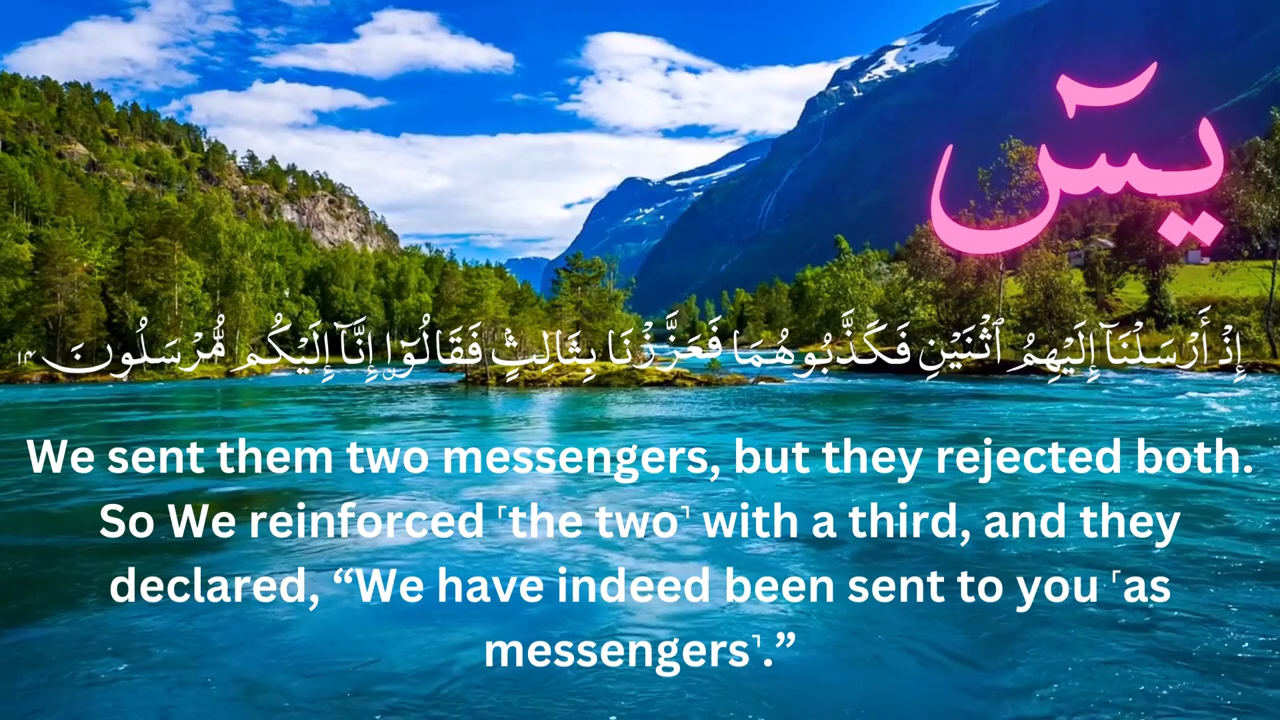 يسٓ
إِذْ أَرْسَلْنَآ إِلَيْهِمُ ٱثْنَيْنِ فَكَذَّبُوهُمَا فَعَزَّزْنَا بِثَالِثٍۢ فَقَالُوٓا۟ إِنَّآ إِلَيْكُم مُّرْسَلُونَ ١٤
We sent them two messengers, but they rejected both.
So We reinforced ˹the two˺ with a third, and they
declared, “We have indeed been sent to you ˹as
messengers˺.”